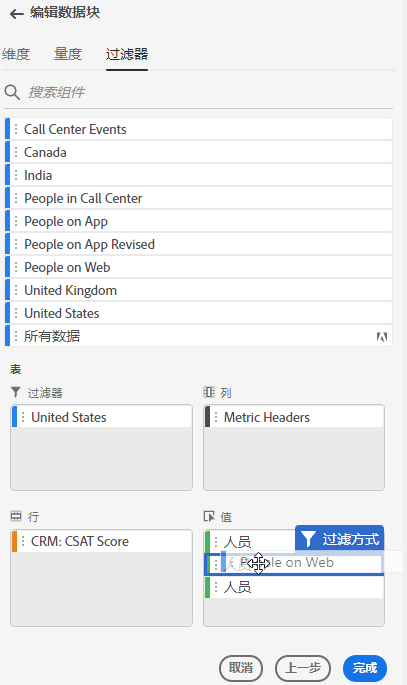 编辑数据块
维度 量度 过滤器
搜索组件
Call Center Events
Canada
India
People in Call Center
People on App
People on App Revised
People on Web
United Kingdom
United States
所有数据
表
过滤器
United States
列
Metric Headers
行
CRM: CSAT Score
值
人员
过滤方式
People on Web
人员
取消 上一步 完成